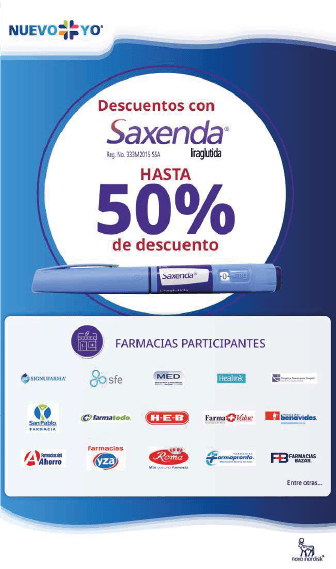 NUEVO YO
Descuentos con
Saxenda®
Reg. No. 333M2015 SSA
liraglutida
HASTA
50%
de descuento
Saxenda®
FARMACIAS PARTICIPANTES
sfe
MED
Healink
San Pablo
FARMACIA
farmatodo
H-E-B
Farma Value
benavides
Farmacias del
Ahorro
Farmacias
yza
Roma
farmapronto
FB FARMACIAS
BAZAR
Entre otras...
novo nordisk®